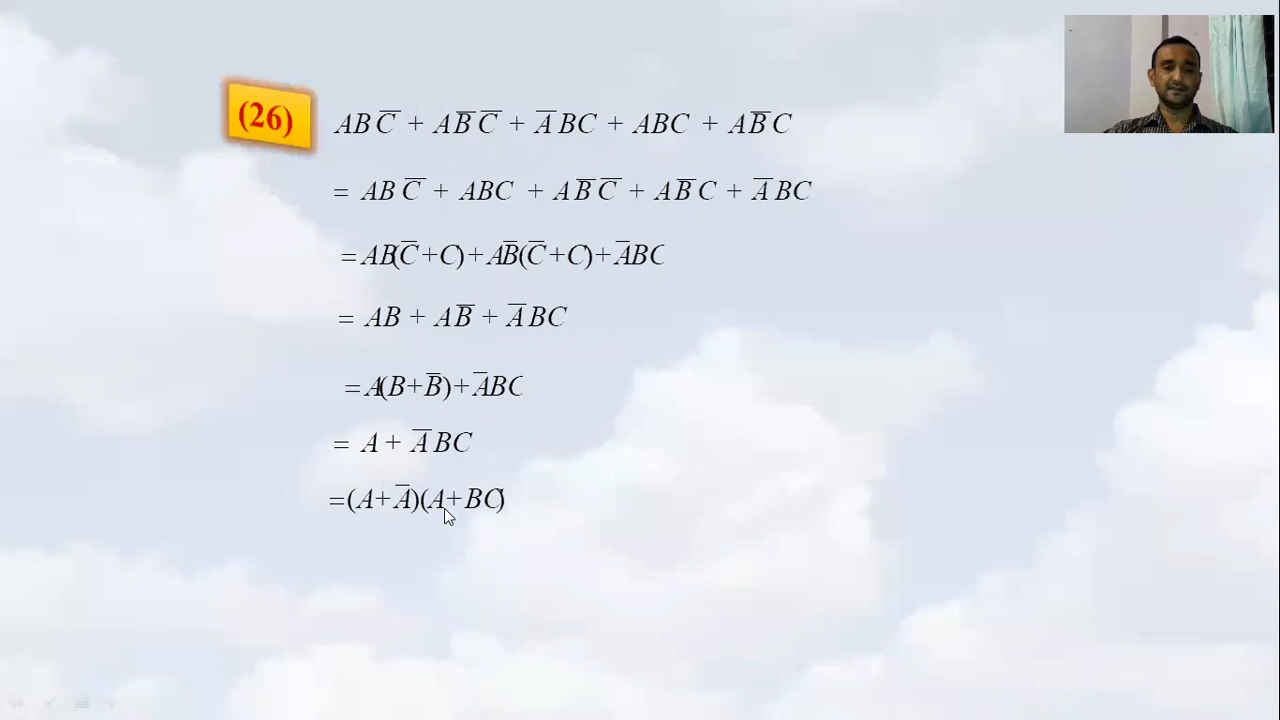 (26) ABC̅ + AB̅C̅ + A̅BC + ABC + AB̅C
= ABC̅ + ABC + AB̅C̅ + AB̅C + A̅BC
= AB(C̅+C)+AB̅(C̅+C)+A̅BC
= AB + AB̅ + A̅BC
= A(B+B̅)+A̅BC
= A + A̅BC
=(A+A̅)(A+BC)